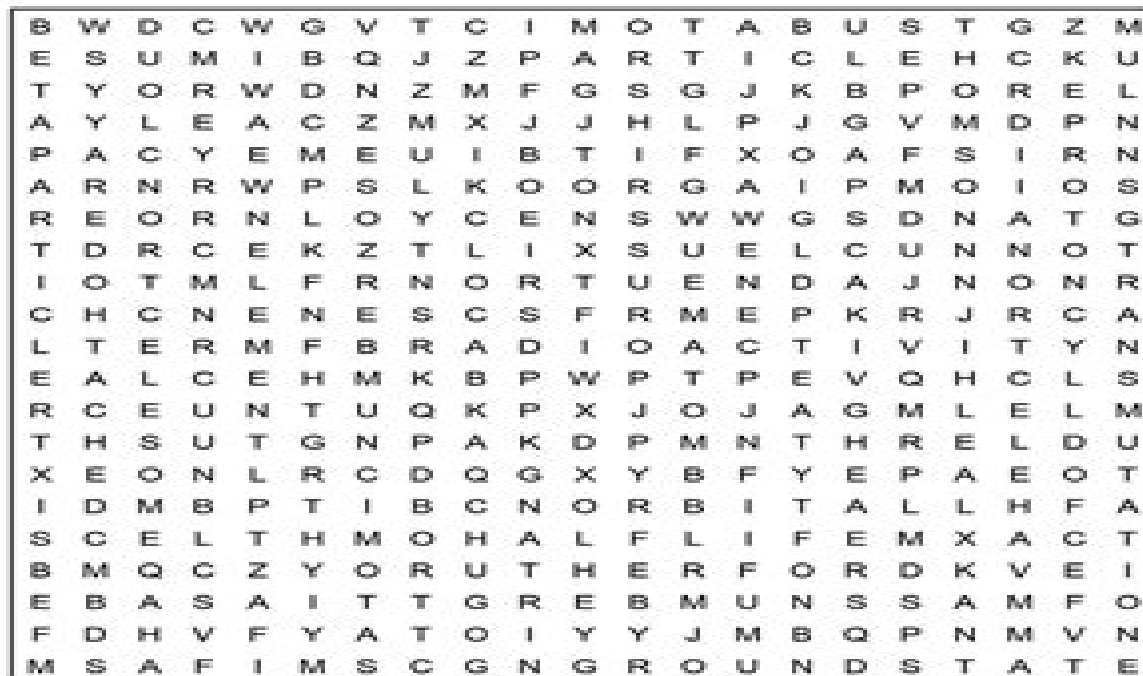 B W D C W G V T C I M O T A B U S T G Z M
E S U M I B Q J Z P A R T I C L E H C K U
T Y O R W D N Z M F G S G J K B P O R E L
A Y L E A C Z M X J J H L P J G V M D P N
P A C Y E M E U I B T I F X O A F S I R N
A R N R W P S L K O O R G A I P M O I O S
R E O R N L O Y C E N S W W G S D N A T G
T D R C E K Z T L I X S U E L C U N N O T
I O T M L F R N O R T U E N D A J N O N R
C H C N E N E S C S F R M E P K R J R C A
L T E R M F B R A D I O A C T I V I T Y N
E A L C E H M K B P W P T P E V Q H C L S
R C E U N T U Q K P X J O J A G M L E L M
T H S U T G N P A K D P M N T H R E L D U
X E O N L R C D Q G X Y B F Y E P A E O T
I D M B P T I B C N O R B I T A L L H F A
S C E L T H M O H A L F L I F E M X A C T
B M Q C Z Y O R U T H E R F O R D K V E I
E B A S A I T T G R E B M U N S S A M F O
F D H V F Y A T O I Y Y J M B Q P N M V N
M S A F I M S C G N G R O U N D S T A T E